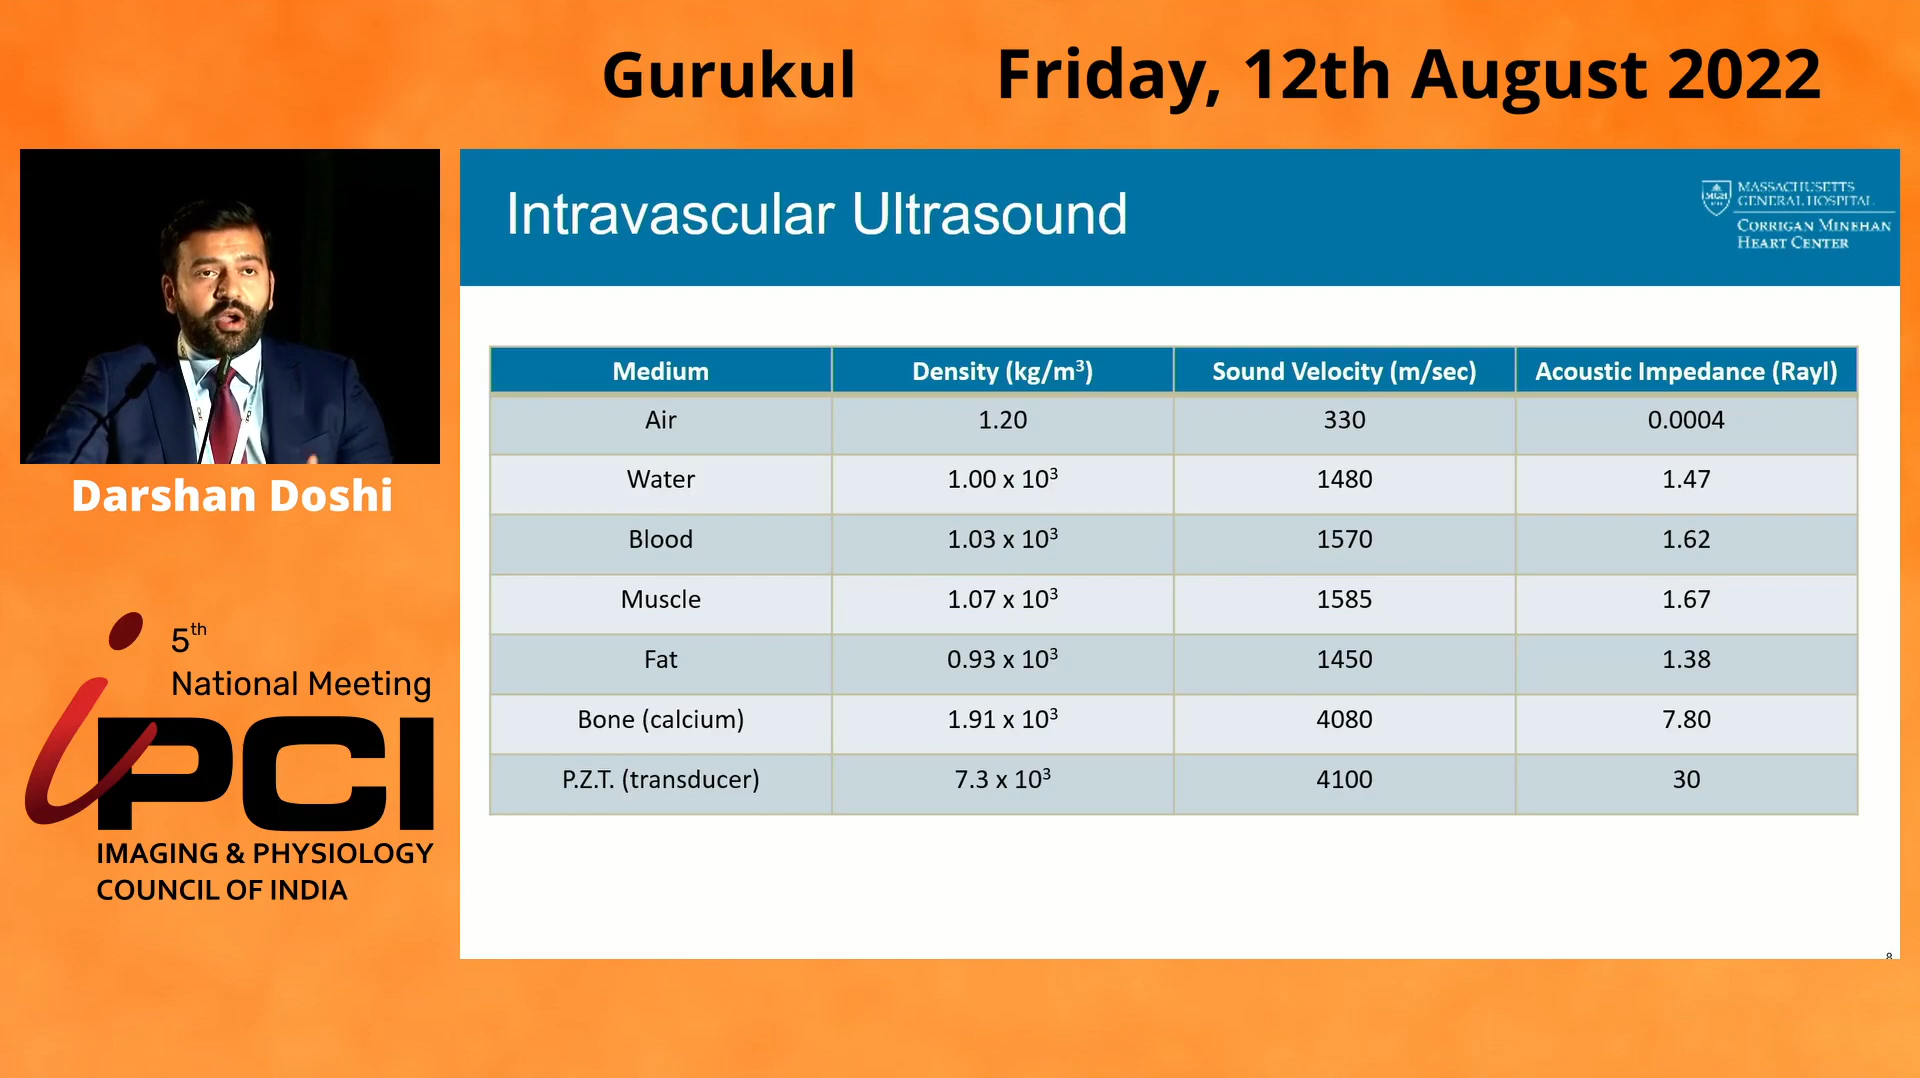 Gurukul
Friday, 12th August 2022
Intravascular Ultrasound
MASSACHUSETTS
GENERAL HOSPITAL
CORRIGAN MINEHAN
HEART CENTER
MGH
Medium Density (kg/m³) Sound Velocity (m/sec) Acoustic Impedance (Rayl)
Air 1.20 330 0.0004
Water 1.00 x 10³ 1480 1.47
Blood 1.03 x 10³ 1570 1.62
Muscle 1.07 x 10³ 1585 1.67
Fat 0.93 x 10³ 1450 1.38
Bone (calcium) 1.91 x 10³ 4080 7.80
P.Z.T. (transducer) 7.3 x 10³ 4100 30
8
Darshan Doshi
5th
National Meeting
iPCI
IMAGING & PHYSIOLOGY
COUNCIL OF INDIA